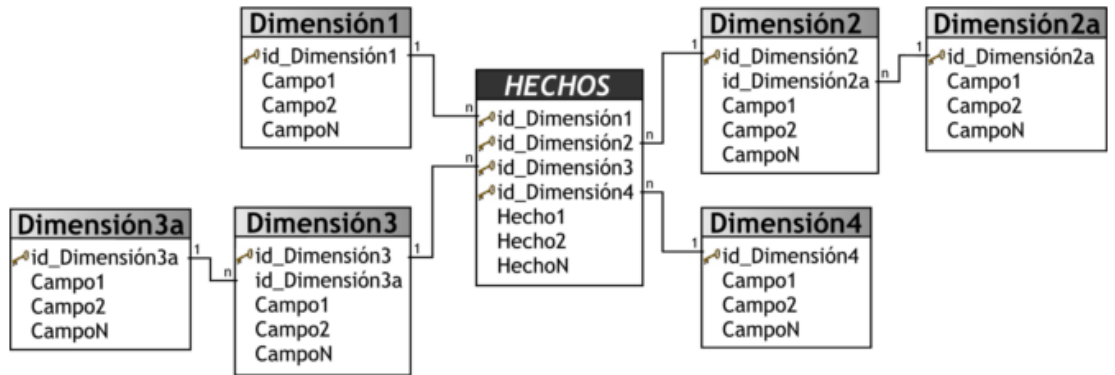 Dimensión1
id_Dimensión1
Campo1
Campo2
CampoN
1
n
HECHOS
id_Dimensión1
id_Dimensión2
id_Dimensión3
id_Dimensión4
Hecho1
Hecho2
HechoN
n
n
n
1
Dimensión2
id_Dimensión2
id_Dimensión2a
Campo1
Campo2
CampoN
n
1
Dimensión2a
id_Dimensión2a
Campo1
Campo2
CampoN
Dimensión3a
id_Dimensión3a
Campo1
Campo2
CampoN
1
n
Dimensión3
id_Dimensión3
id_Dimensión3a
Campo1
Campo2
CampoN
1
1
Dimensión4
id_Dimensión4
Campo1
Campo2
CampoN